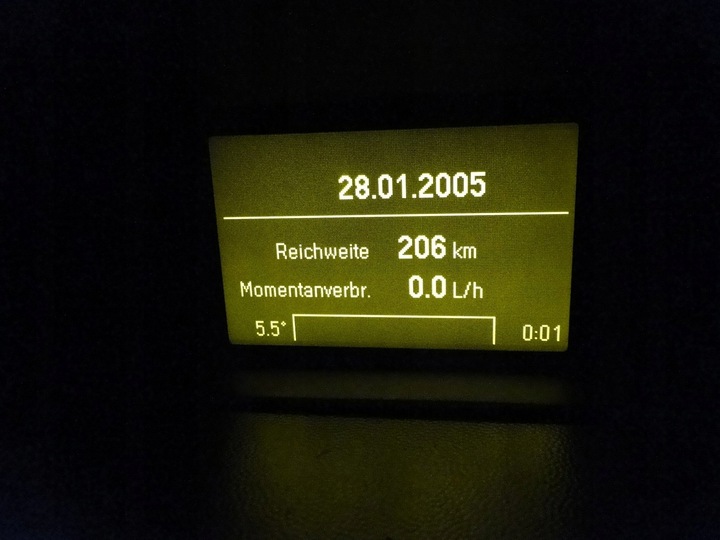 28.01.2005
Reichweite 206 km
Momentanverbr. 0.0 L/h
5.5° 0:01